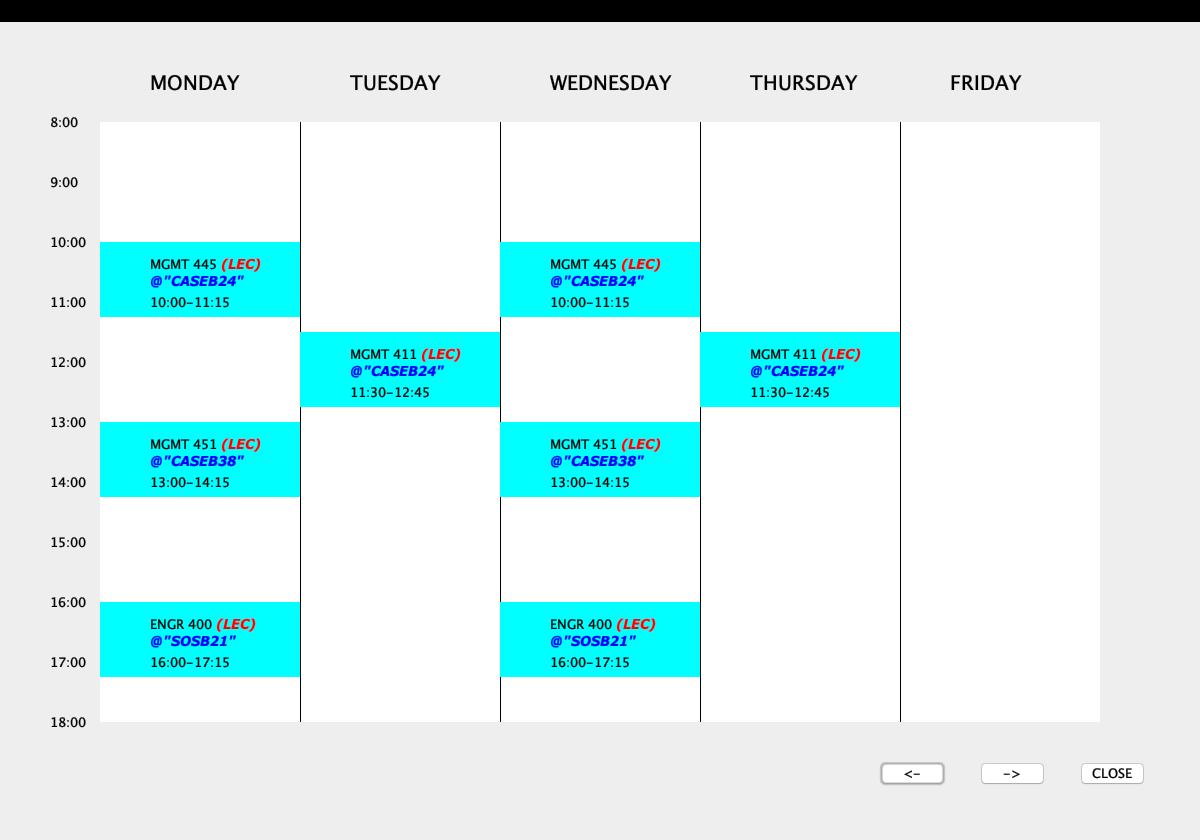 MONDAY TUESDAY WEDNESDAY THURSDAY FRIDAY
8:00
9:00
10:00
MGMT 445 (LEC) MGMT 445 (LEC)
@"CASEB24" @"CASEB24"
11:00 10:00-11:15 10:00-11:15
MGMT 411 (LEC) MGMT 411 (LEC)
12:00
@"CASEB24" @"CASEB24"
11:30-12:45 11:30-12:45
13:00
MGMT 451 (LEC) MGMT 451 (LEC)
@"CASEB38" @"CASEB38"
14:00 13:00-14:15 13:00-14:15
15:00
16:00
ENGR 400 (LEC) ENGR 400 (LEC)
@"SOSB21" @"SOSB21"
17:00 16:00-17:15 16:00-17:15
18:00
<- -> CLOSE